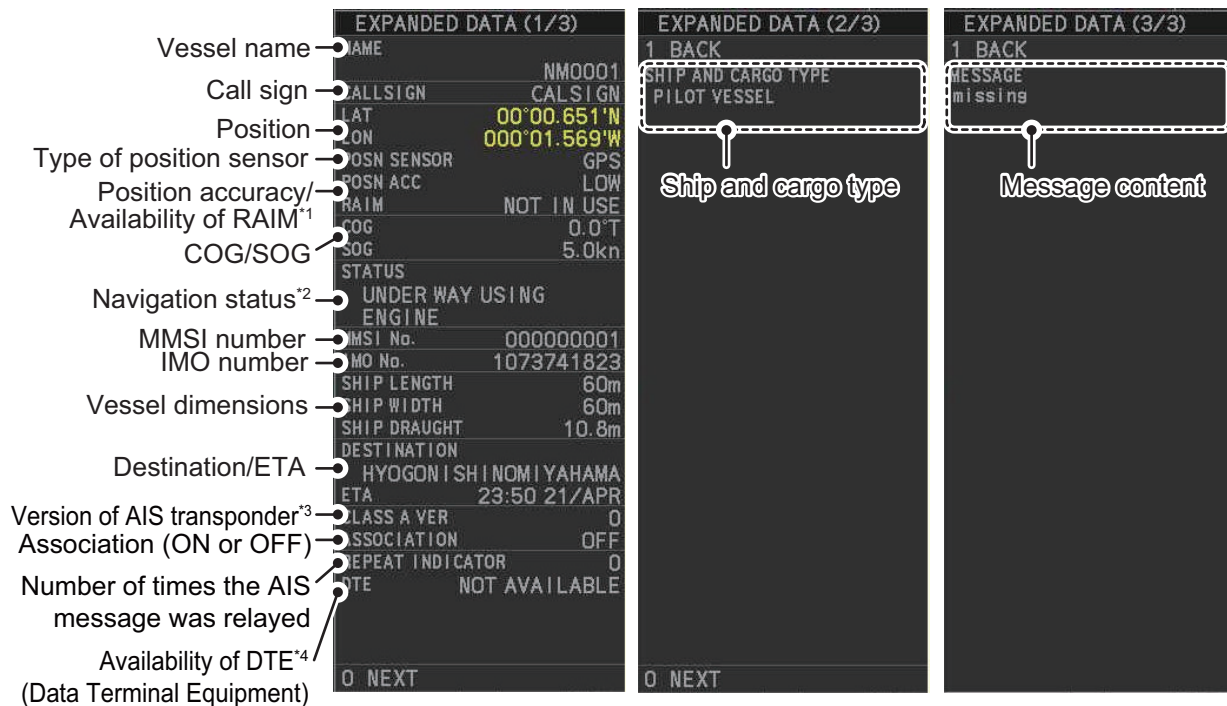 EXPANDED DATA (1/3)
NAME
NM0001
CALLSIGN CALSIGN
LAT 00°00.651'N
LON 000°01.569'W
POSN SENSOR GPS
POSN ACC LOW
RAIM NOT IN USE
COG 0.0°T
SOG 5.0kn
STATUS
UNDER WAY USING
ENGINE
MMSI No. 000000001
IMO No. 1073741823
SHIP LENGTH 60m
SHIP WIDTH 60m
SHIP DRAUGHT 10.8m
DESTINATION
HYOGONISHINOMIYAHAMA
ETA 23:50 21/APR
CLASS A VER 0
ASSOCIATION OFF
REPEAT INDICATOR 0
DTE NOT AVAILABLE
0 NEXT
Vessel name
Call sign
Position
Type of position sensor
Position accuracy/
Availability of RAIM*1
COG/SOG
Navigation status*2
MMSI number
IMO number
Vessel dimensions
Destination/ETA
Version of AIS transponder*3
Association (ON or OFF)
Number of times the AIS
message was relayed
Availability of DTE*4
(Data Terminal Equipment)
EXPANDED DATA (2/3)
1 BACK
SHIP AND CARGO TYPE
PILOT VESSEL
Ship and cargo type
0 NEXT
EXPANDED DATA (3/3)
1 BACK
MESSAGE
missing
Message content